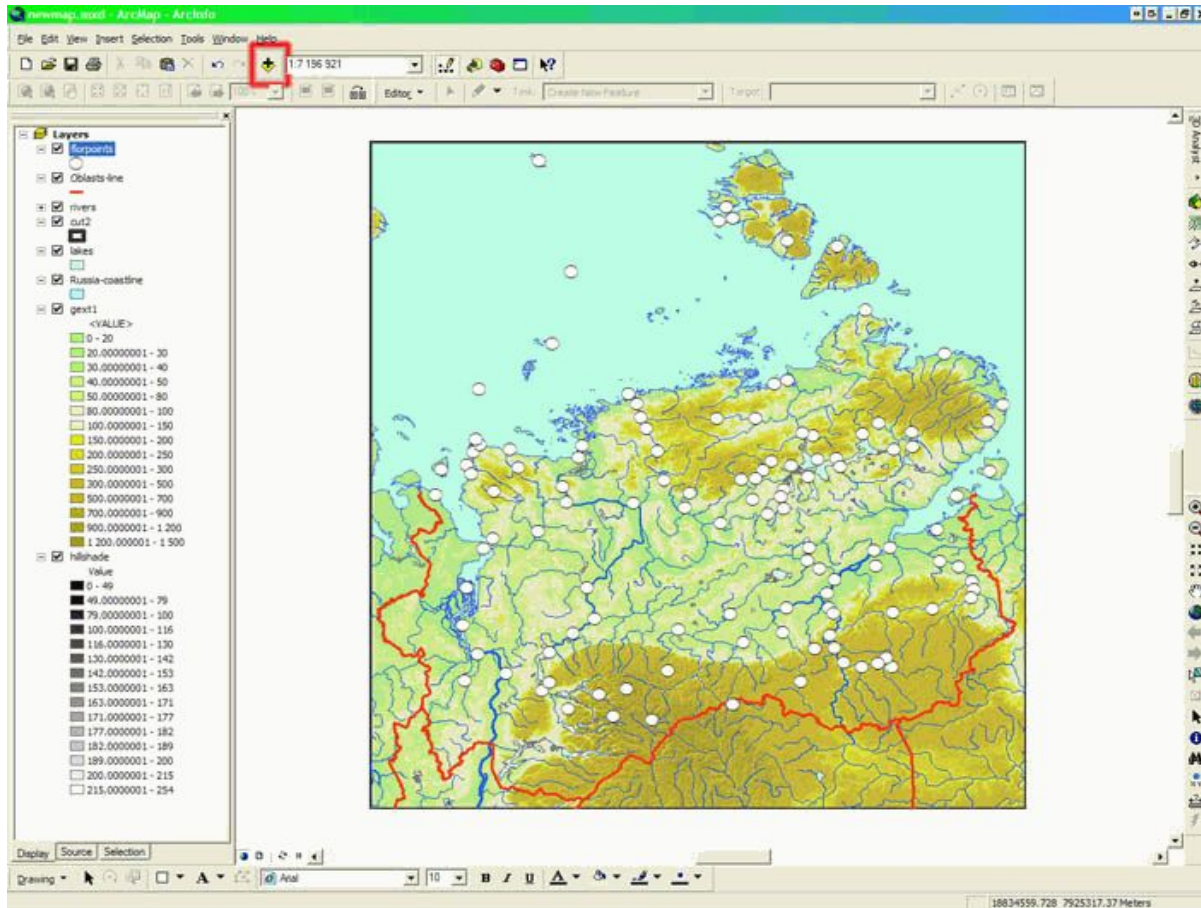 newmap.mxd - ArcMap - ArcInfo
File Edit View Insert Selection Tools Window Help
1:7 196 921
100% Editor Task: Create New Feature Target:
Layers
florpoints
Oblasts-line
rivers
cut2
lakes
Russia-coastline
gext1
<VALUE>
0 - 20
20.00000001 - 30
30.00000001 - 40
40.00000001 - 50
50.00000001 - 80
80.00000001 - 100
100.0000001 - 150
150.0000001 - 200
200.0000001 - 250
250.0000001 - 300
300.0000001 - 500
500.0000001 - 700
700.0000001 - 900
900.0000001 - 1 200
1 200.000001 - 1 500
hillshade
Value
0 - 49
49.00000001 - 79
79.00000001 - 100
100.0000001 - 116
116.0000001 - 130
130.0000001 - 142
142.0000001 - 153
153.0000001 - 163
163.0000001 - 171
171.0000001 - 177
177.0000001 - 182
182.0000001 - 189
189.0000001 - 200
200.0000001 - 215
215.0000001 - 254
3D Analyst
Display Source Selection
Drawing A Arial 10 B I U A
18834559.728 7925317.37 Meters